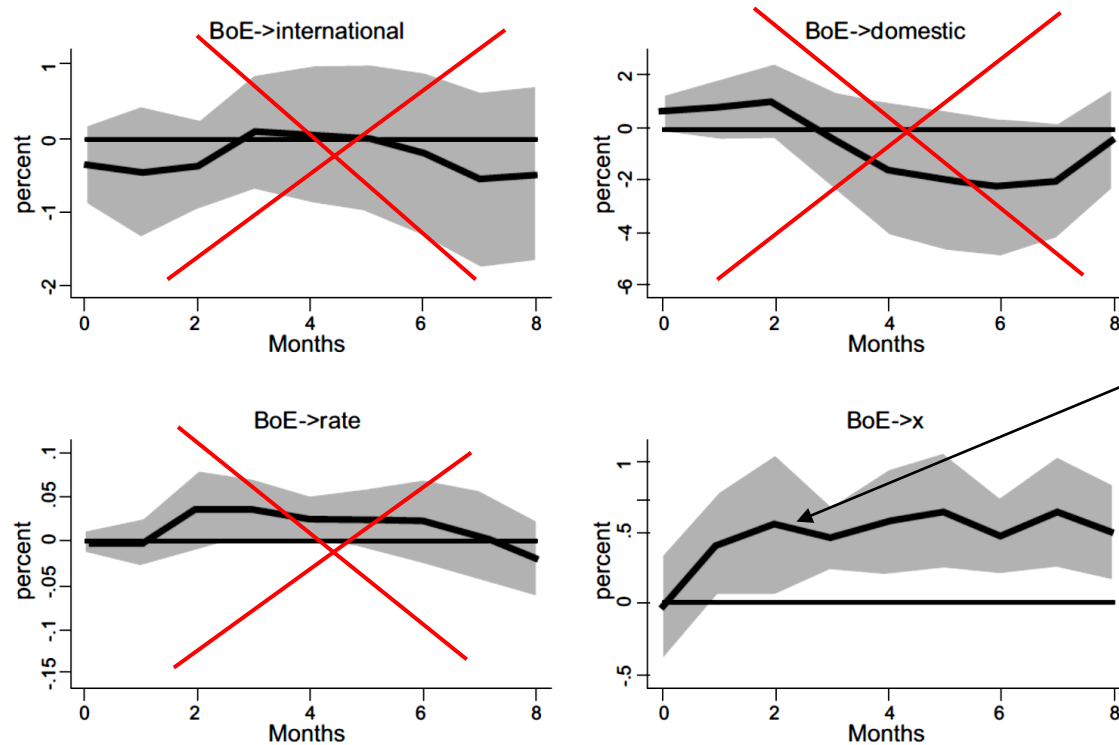 BoE->international
percent
1
0
-1
-2
0 2 4 6 8
Months
BoE->domestic
percent
2
0
-2
-4
-6
0 2 4 6 8
Months
BoE->rate
percent
.1
.05
0
-.05
-.1
-.15
0 2 4 6 8
Months
BoE->x
percent
1
.5
0
-.5
0 2 4 6 8
Months